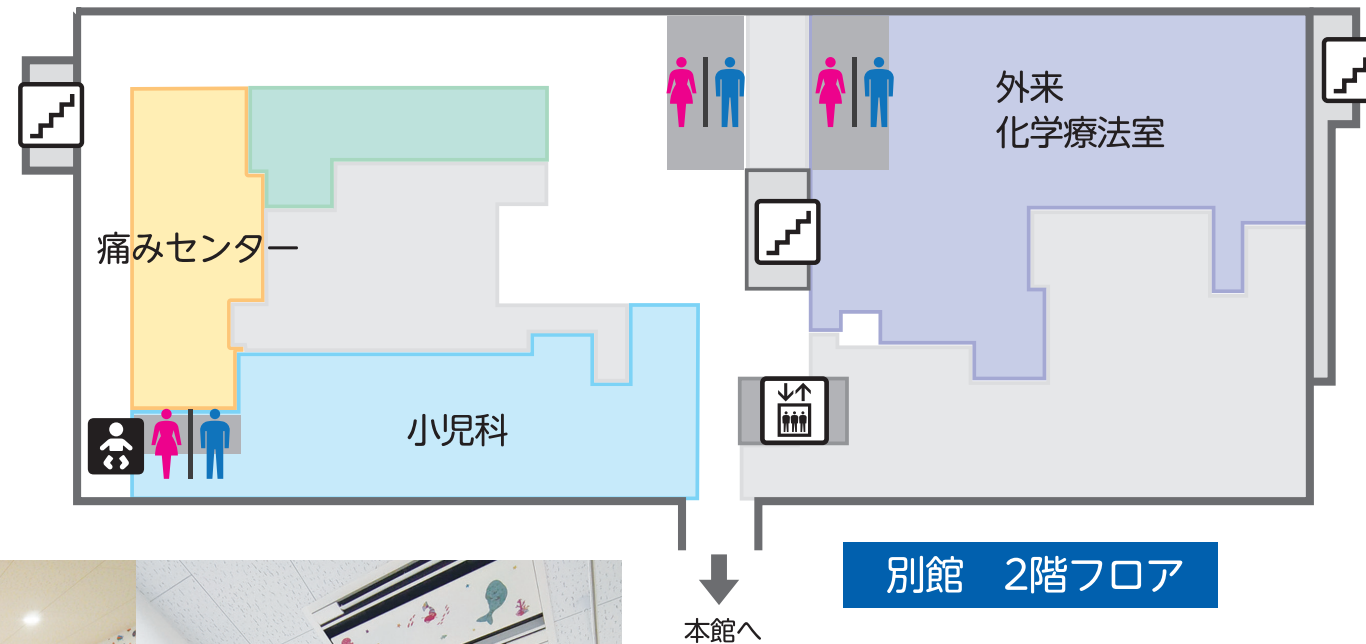 外来
化学療法室
痛みセンター
小児科
別館　2階フロア
本館へ